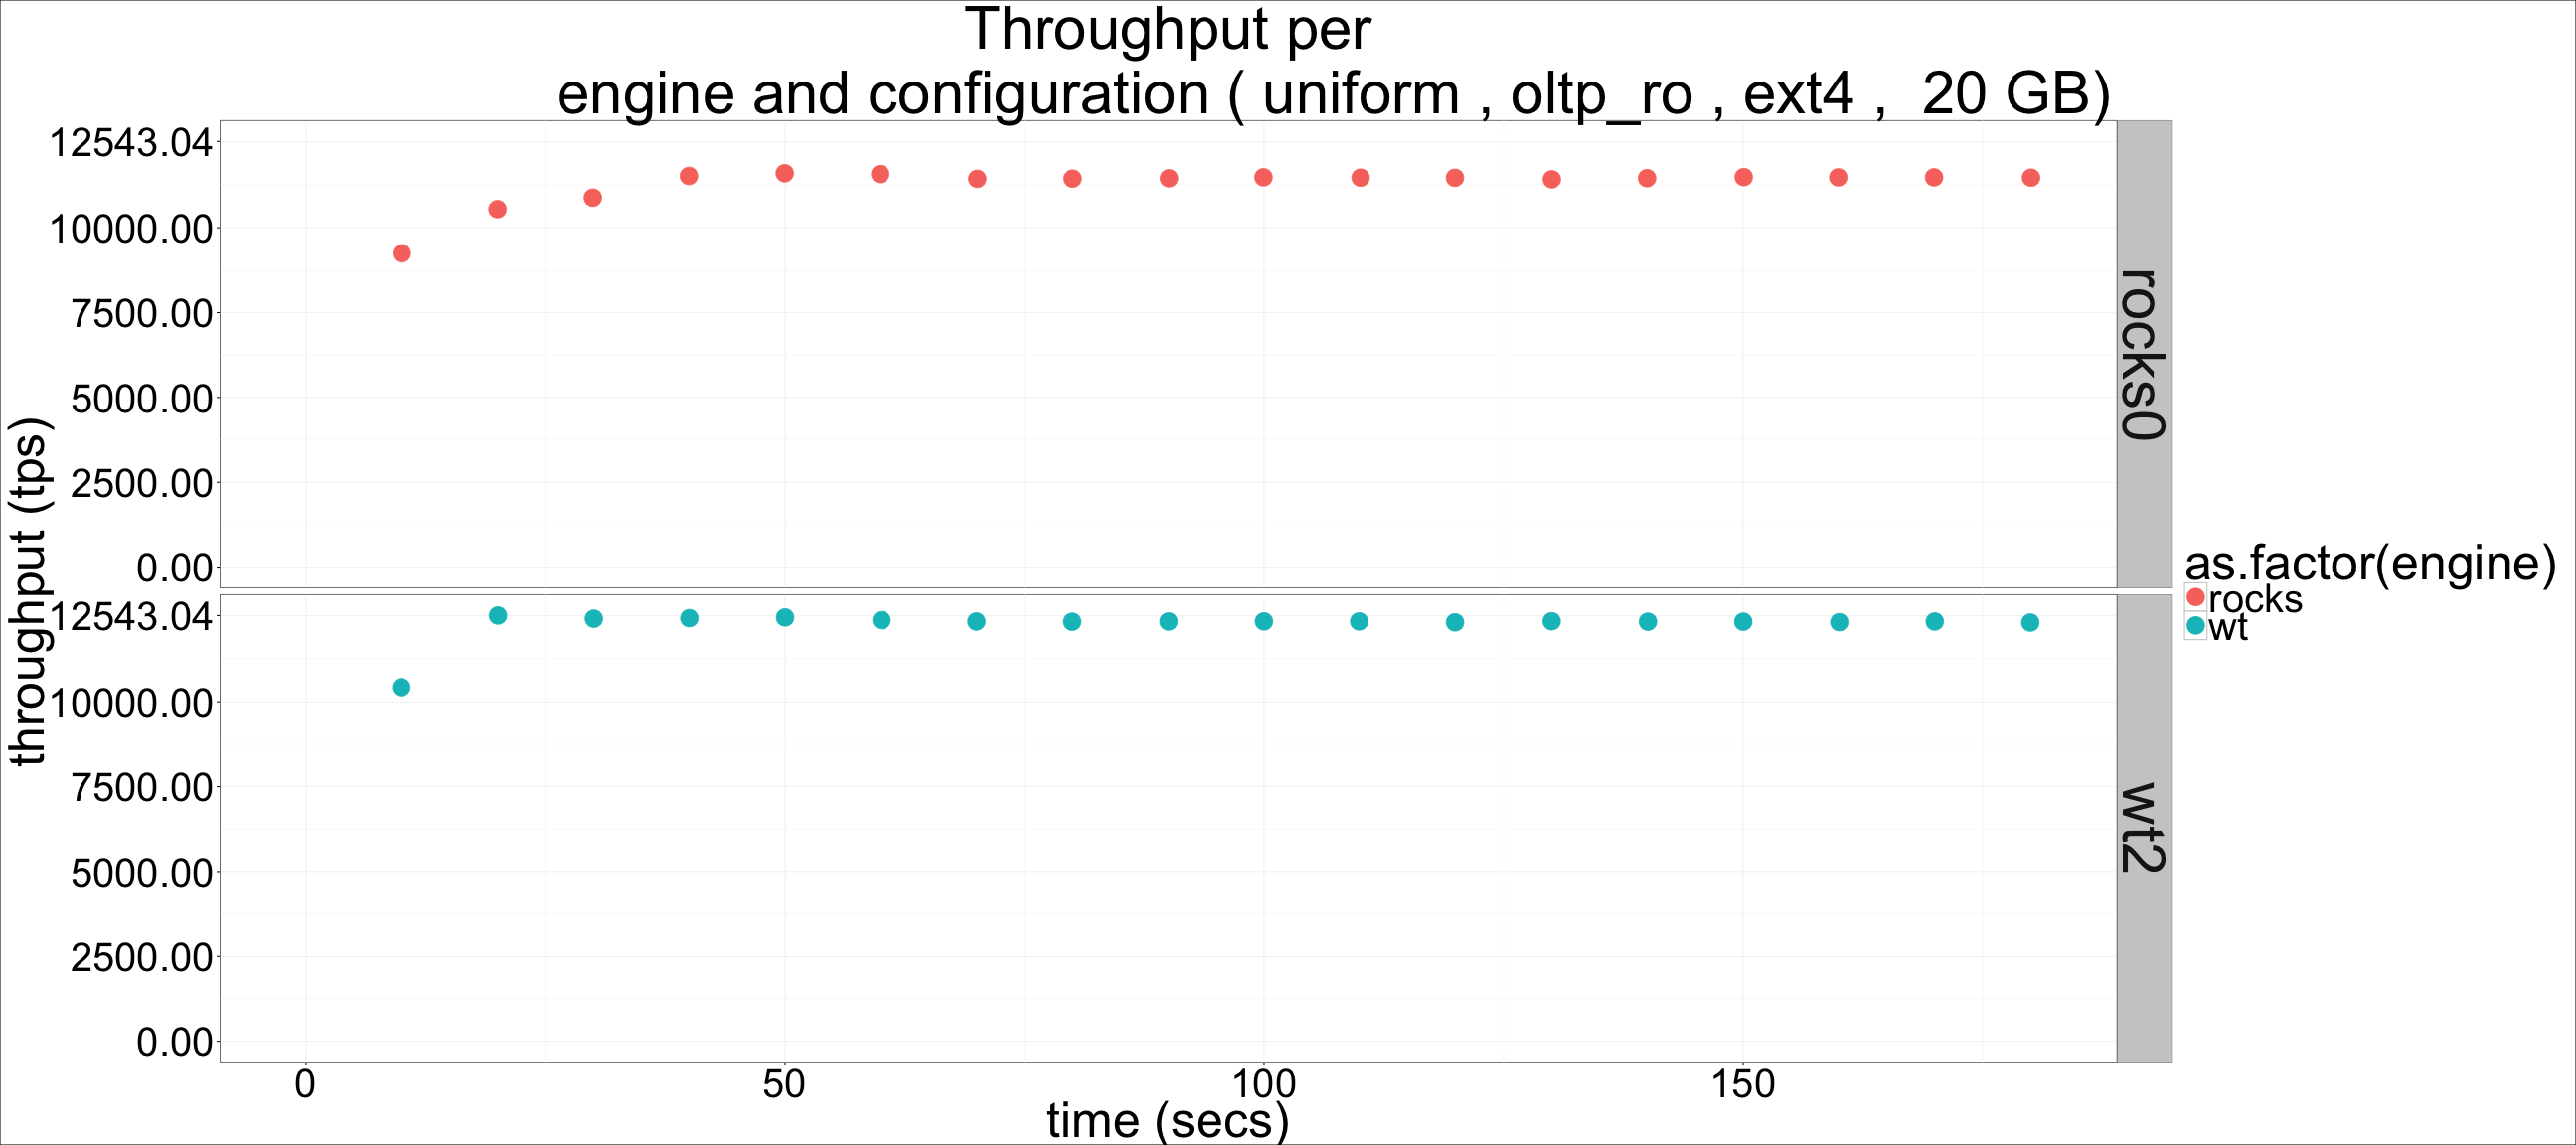 Throughput per
engine and configuration ( uniform , oltp_ro , ext4 ,  20 GB)
throughput (tps)
12543.04
10000.00
7500.00
5000.00
2500.00
0.00
rocks0
12543.04
10000.00
7500.00
5000.00
2500.00
0.00
wt2
0 50 100 150
time (secs)
as.factor(engine)
rocks
wt